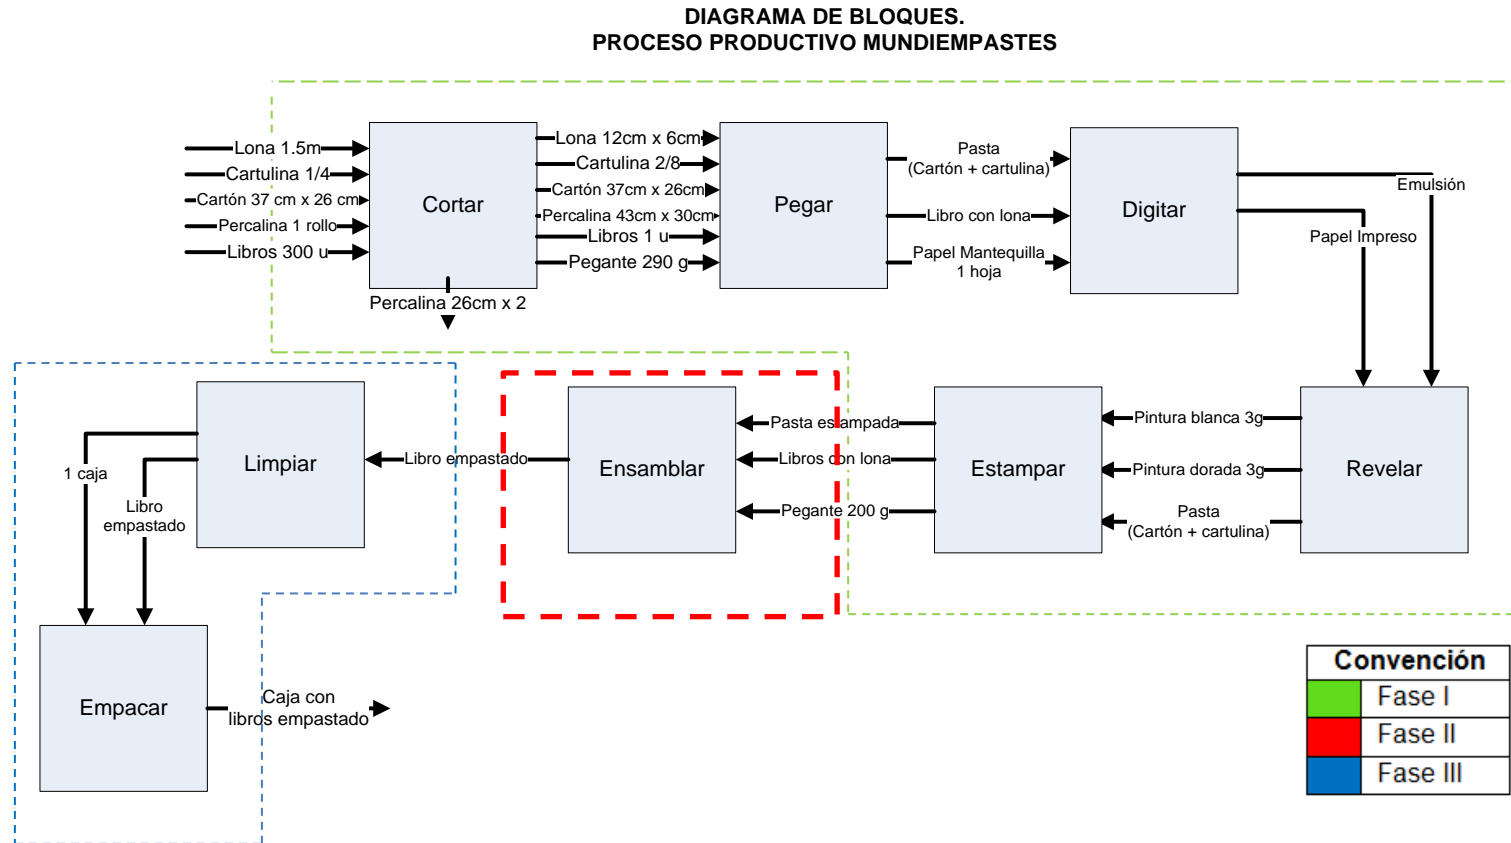 DIAGRAMA DE BLOQUES.
PROCESO PRODUCTIVO MUNDIEMPASTES
Lona 1.5m
Cartulina 1/4
Cartón 37 cm x 26 cm
Percalina 1 rollo
Libros 300 u
Cortar
Percalina 26cm x 2
Lona 12cm x 6cm
Cartulina 2/8
Cartón 37cm x 26cm
Percalina 43cm x 30cm
Libros 1 u
Pegante 290 g
Pegar
Pasta
(Cartón + cartulina)
Libro con lona
Papel Mantequilla
1 hoja
Digitar
Emulsión
Papel Impreso
Revelar
Pintura blanca 3g
Pintura dorada 3g
Pasta
(Cartón + cartulina)
Estampar
Pasta estampada
Libros con lona
Pegante 200 g
Ensamblar
Libro empastado
Limpiar
1 caja
Libro
empastado
Empacar
Caja con
libros empastado
Convención
Fase I
Fase II
Fase III